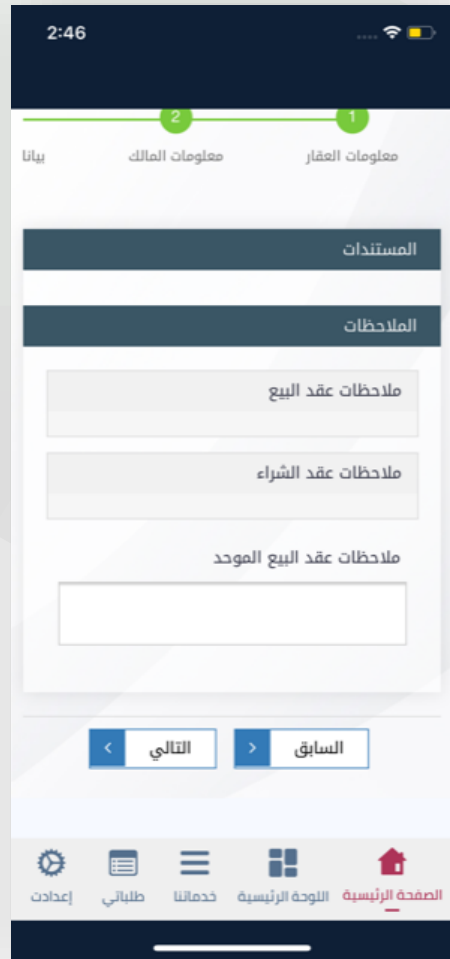 2:46
1
2
معلومات العقار
معلومات المالك
بيانا
المستندات
الملاحظات
ملاحظات عقد البيع
ملاحظات عقد الشراء
ملاحظات عقد البيع الموحد
السابق
التالي
الصفحة الرئيسية
اللوحة الرئيسية
خدماتنا
طلباتي
إعدادت